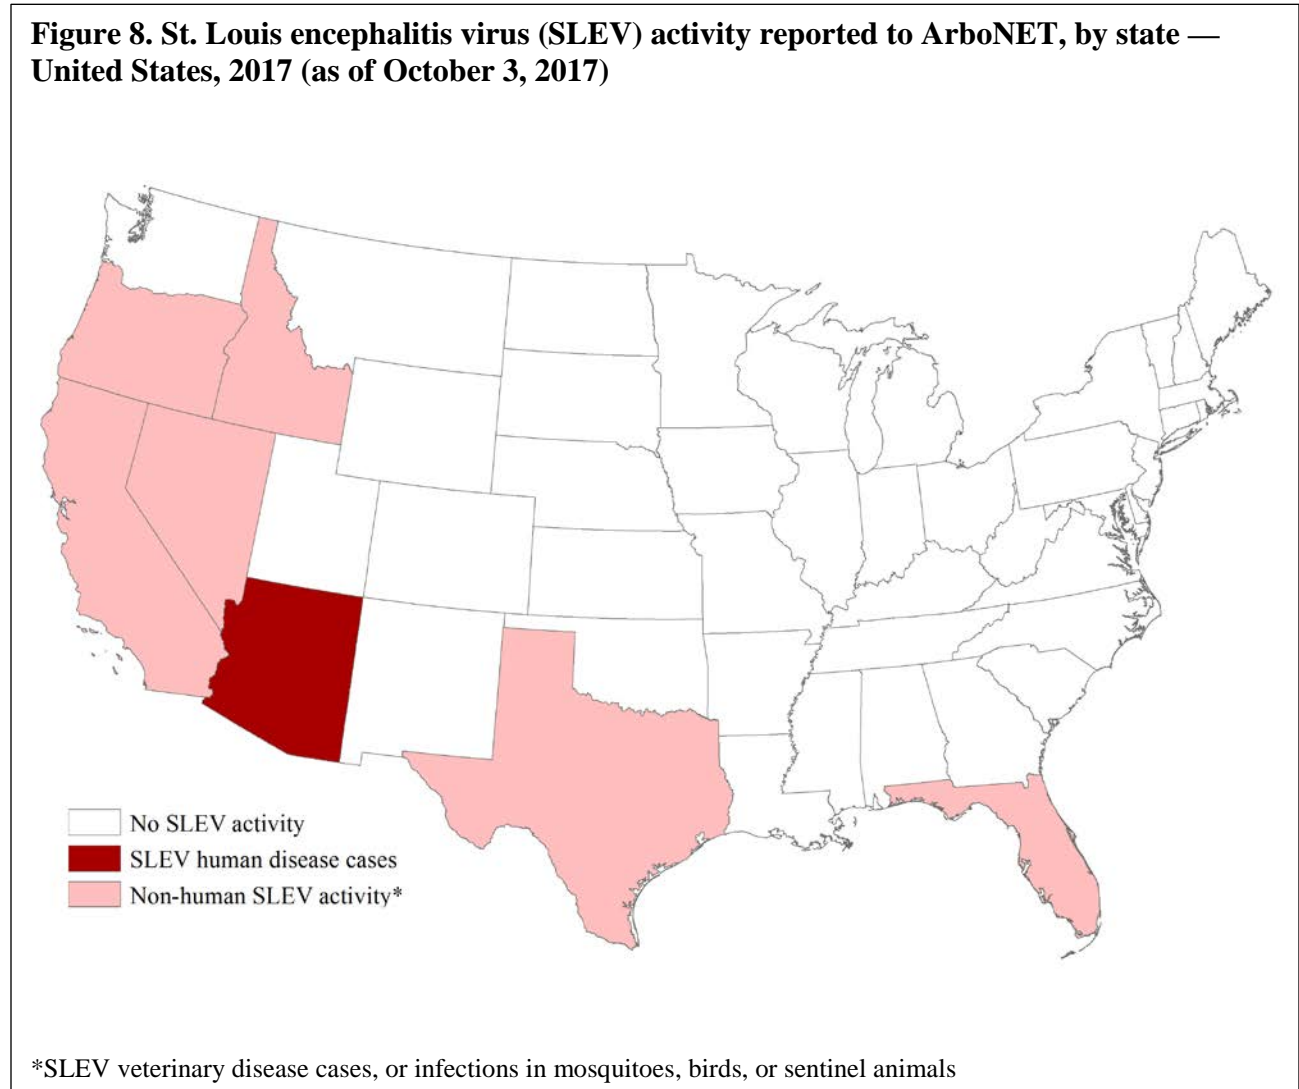 Figure 8. St. Louis encephalitis virus (SLEV) activity reported to ArboNET, by state —
United States, 2017 (as of October 3, 2017)
No SLEV activity
SLEV human disease cases
Non-human SLEV activity*
*SLEV veterinary disease cases, or infections in mosquitoes, birds, or sentinel animals